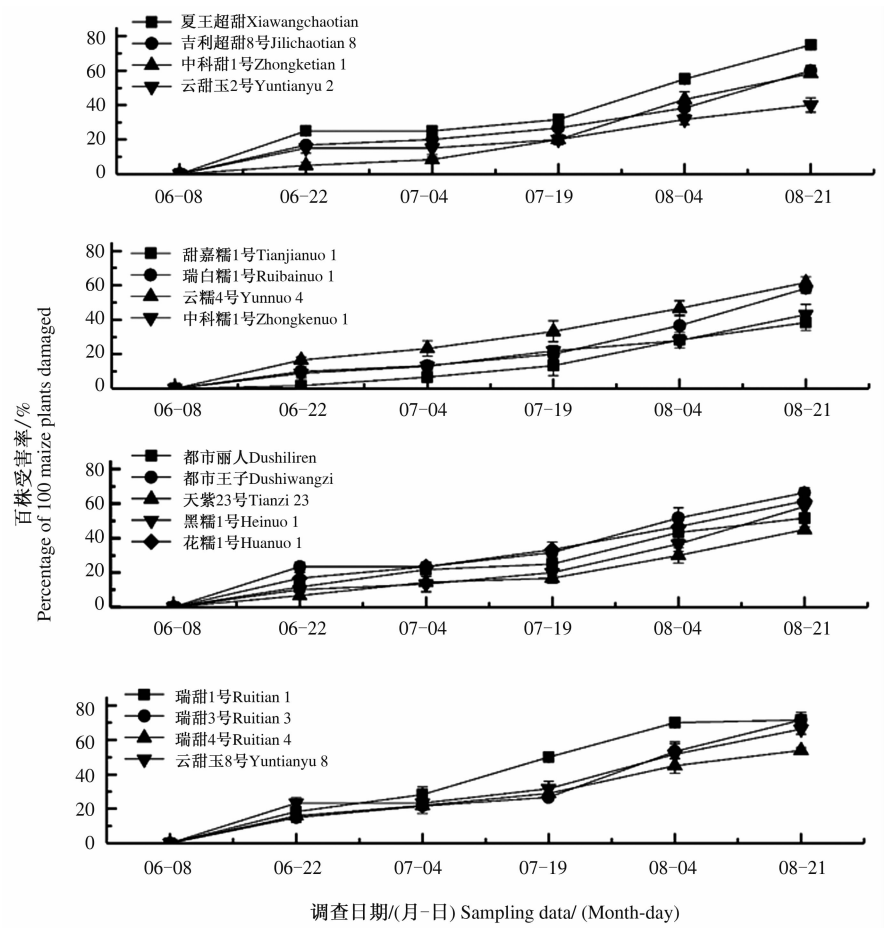 夏王超甜Xiawangchaotian
吉利超甜8号Jilichaotian 8
中科甜1号Zhongketian 1
云甜玉2号Yuntianyu 2
80
60
40
20
0
06-08 06-22 07-04 07-19 08-04 08-21
甜嘉糯1号Tianjianuo 1
瑞白糯1号Ruibainuo 1
云糯4号Yunnuo 4
中科糯1号Zhongkenuo 1
80
60
40
20
0
06-08 06-22 07-04 07-19 08-04 08-21
百株受害率/%
Percentage of 100 maize plants damaged
都市丽人Dushiliren
都市王子Dushiwangzi
天紫23号Tianzi 23
黑糯1号Heinuo 1
花糯1号Huanuo 1
80
60
40
20
0
06-08 06-22 07-04 07-19 08-04 08-21
瑞甜1号Ruitian 1
瑞甜3号Ruitian 3
瑞甜4号Ruitian 4
云甜玉8号Yuntianyu 8
80
60
40
20
0
06-08 06-22 07-04 07-19 08-04 08-21
调查日期/(月-日) Sampling data/ (Month-day)